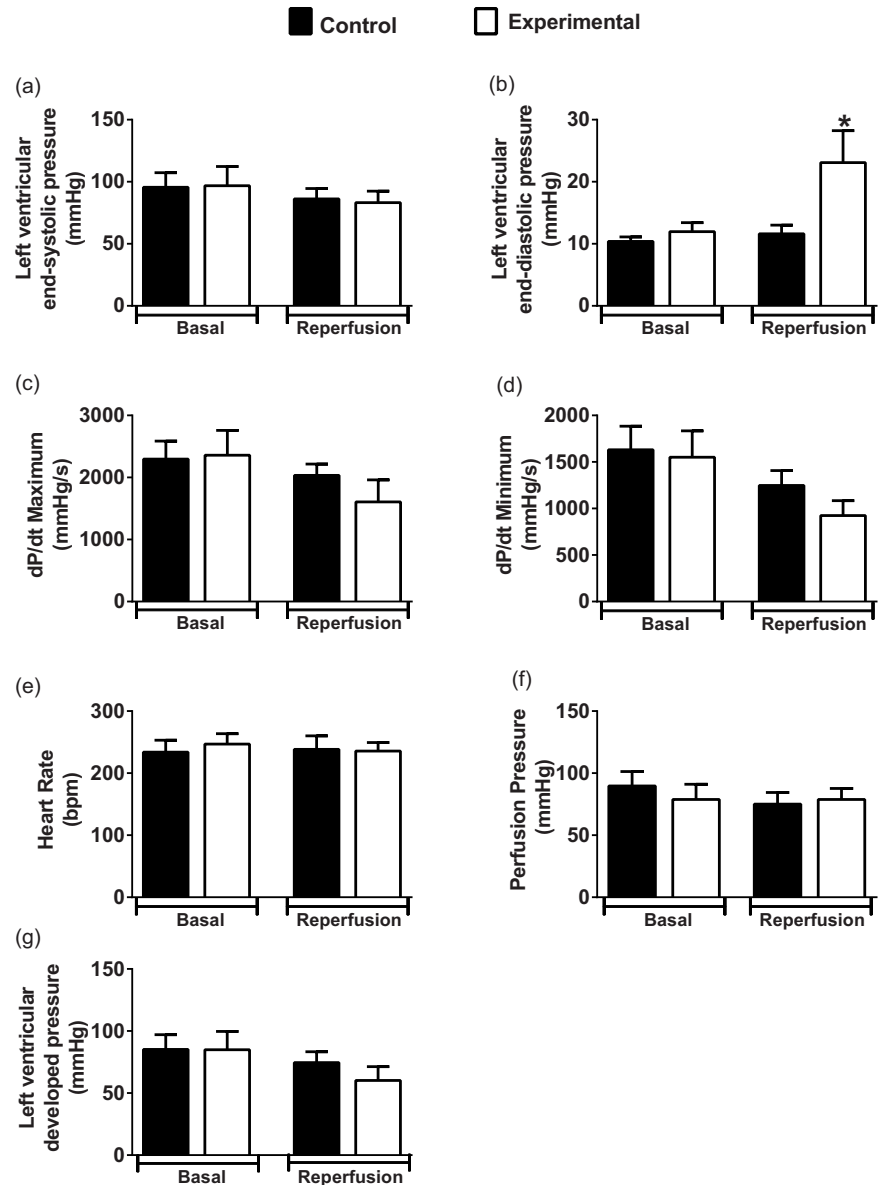 Control Experimental
(a)
Left ventricular
end-systolic pressure
(mmHg)
150
100
50
0
Basal Reperfusion
(b)
Left ventricular
end-diastolic pressure
(mmHg)
30
20
10
0
*
Basal Reperfusion
(c)
dP/dt Maximum
(mmHg/s)
3000
2000
1000
0
Basal Reperfusion
(d)
dP/dt Minimum
(mmHg/s)
2000
1500
1000
500
0
Basal Reperfusion
(e)
Heart Rate
(bpm)
300
200
100
0
Basal Reperfusion
(f)
Perfusion Pressure
(mmHg)
150
100
50
0
Basal Reperfusion
(g)
Left ventricular
developed pressure
(mmHg)
150
100
50
0
Basal Reperfusion